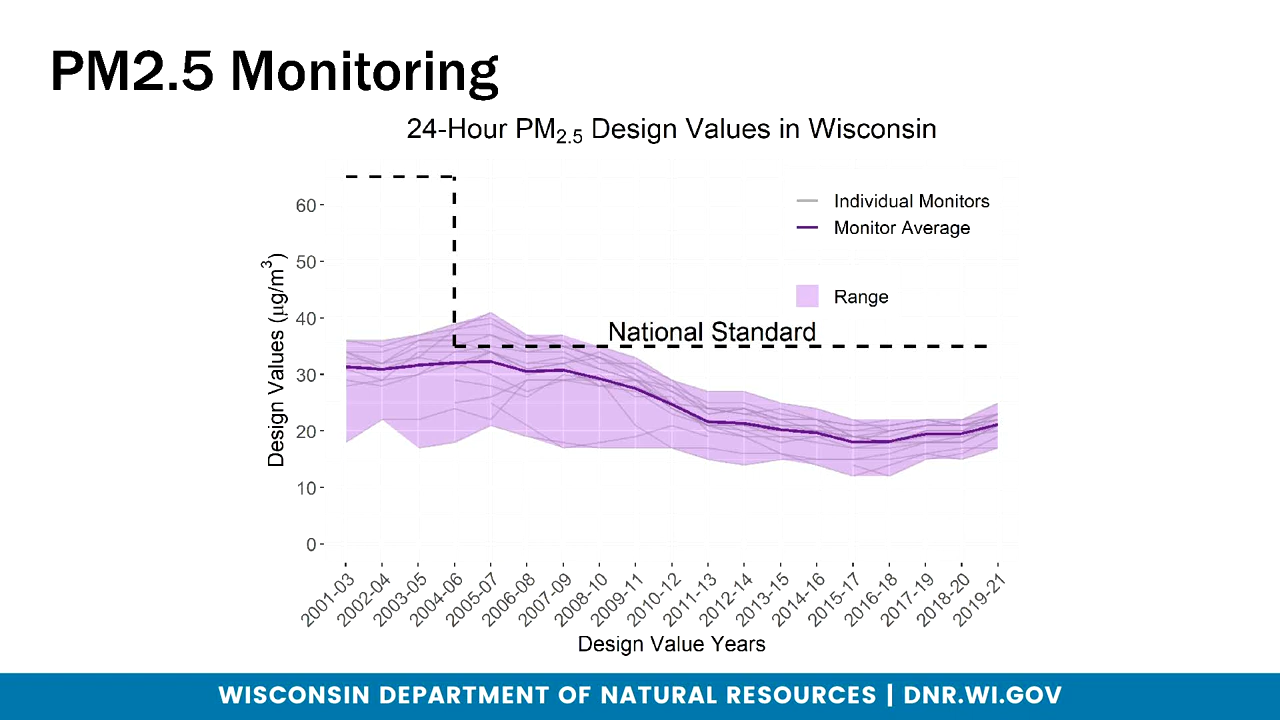 PM2.5 Monitoring
24-Hour PM2.5 Design Values in Wisconsin
Individual Monitors
Monitor Average
Range
National Standard
Design Values (µg/m3)
60
50
40
30
20
10
0
2001-03
2002-04
2003-05
2004-06
2005-07
2006-08
2007-09
2008-10
2009-11
2010-12
2011-13
2012-14
2013-15
2014-16
2015-17
2016-18
2017-19
2018-20
2019-21
Design Value Years
WISCONSIN DEPARTMENT OF NATURAL RESOURCES | DNR.WI.GOV